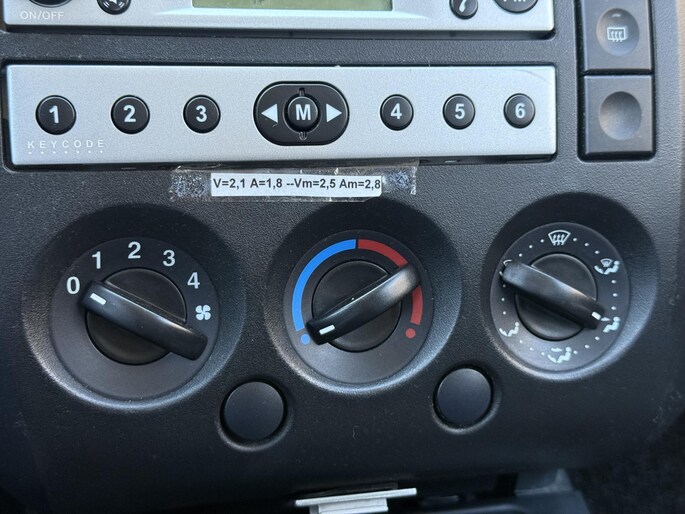 ON/OFF
1 2 3 M 4 5 6
KEYCODE
V=2,1 A=1,8 --Vm=2,5 Am=2,8
0 1 2 3 4